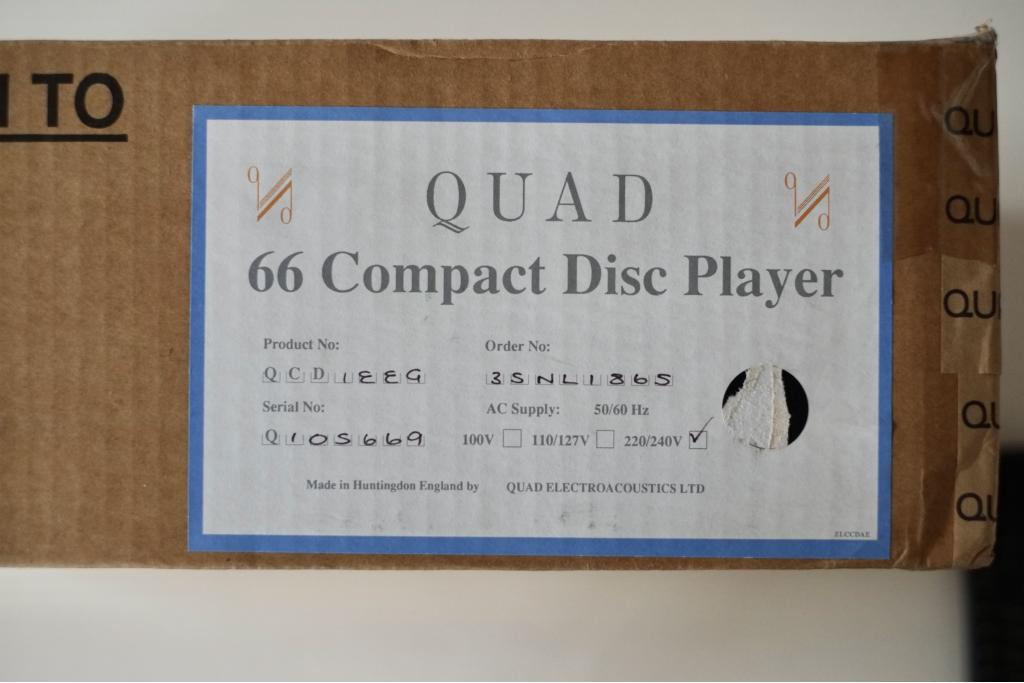 TO
QUAD
66 Compact Disc Player
Product No:
Order No:
QCD1EEG
3SNL1865
Serial No:
AC Supply: 50/60 Hz
Q105669
100V 110/127V 220/240V ✓
Made in Huntingdon England by QUAD ELECTROACOUSTICS LTD
ZLCCDAE
QU
QU
QU
QU
QU